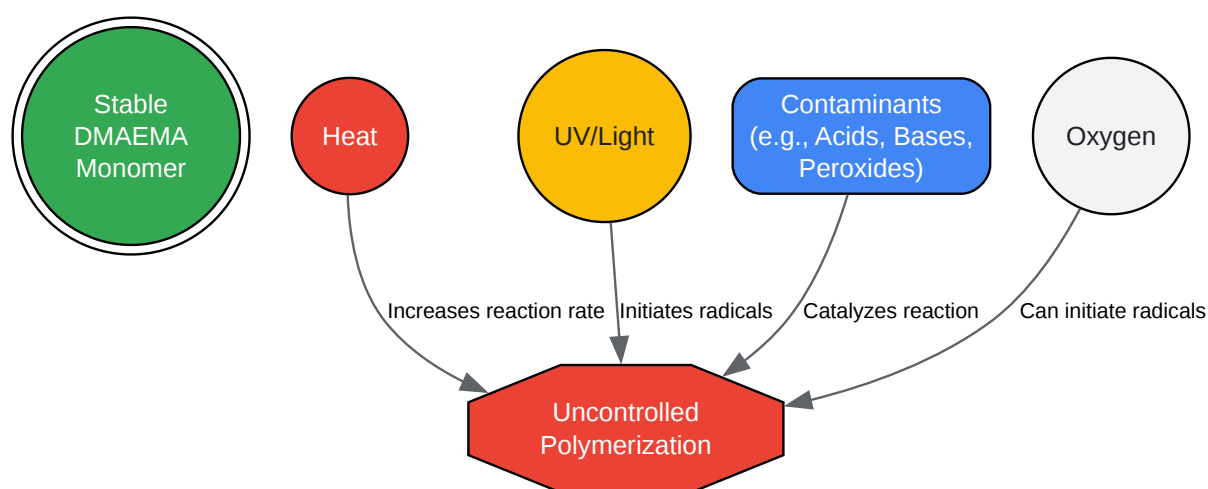 Stable
DMAEMA
Monomer
Heat
UV/Light
Contaminants
(e.g., Acids, Bases,
Peroxides)
Oxygen
Increases reaction rate
Initiates radicals
Catalyzes reaction
Can initiate radicals
Uncontrolled
Polymerization